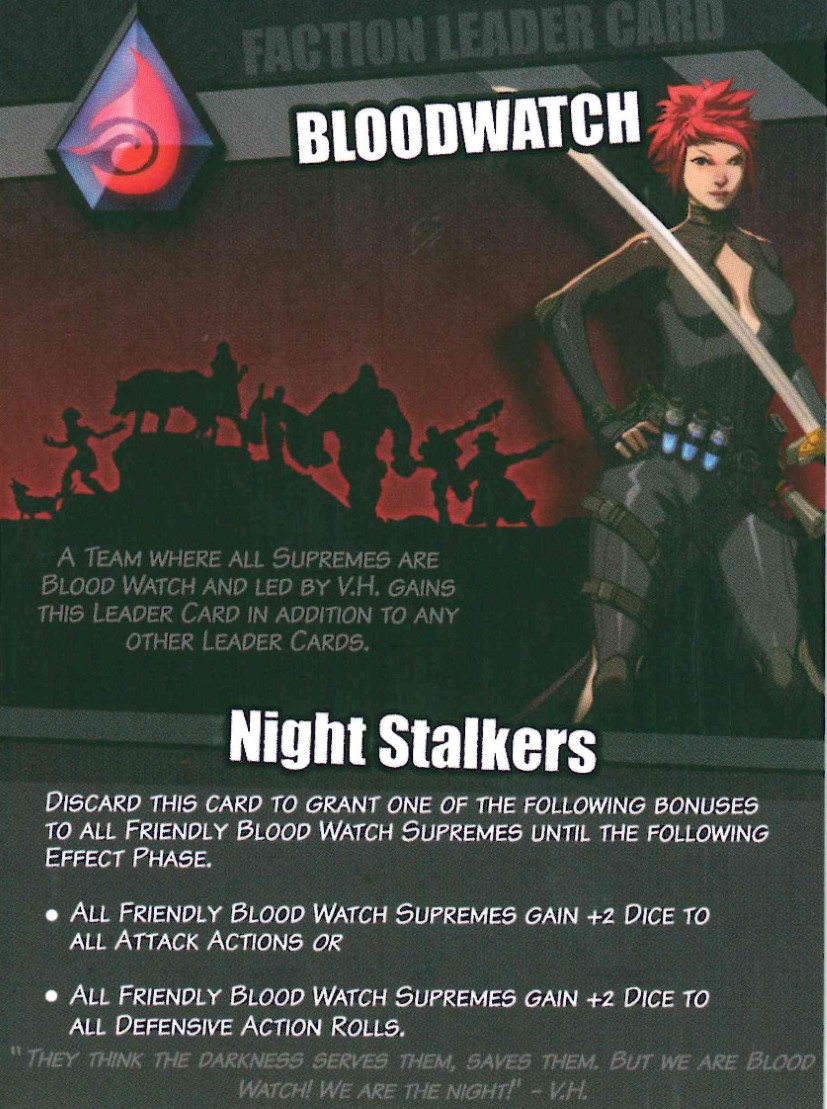 FACTION LEADER CARD
BLOODWATCH
A TEAM WHERE ALL SUPREMES ARE
BLOOD WATCH AND LED BY V.H. GAINS
THIS LEADER CARD IN ADDITION TO ANY
OTHER LEADER CARDS.
Night Stalkers
DISCARD THIS CARD TO GRANT ONE OF THE FOLLOWING BONUSES
TO ALL FRIENDLY BLOOD WATCH SUPREMES UNTIL THE FOLLOWING
EFFECT PHASE.
• ALL FRIENDLY BLOOD WATCH SUPREMES GAIN +2 DICE TO
ALL ATTACK ACTIONS OR
• ALL FRIENDLY BLOOD WATCH SUPREMES GAIN +2 DICE TO
ALL DEFENSIVE ACTION ROLLS.
"THEY THINK THE DARKNESS SERVES THEM, SAVES THEM. BUT WE ARE BLOOD
WATCH! WE ARE THE NIGHT!" - V.H.